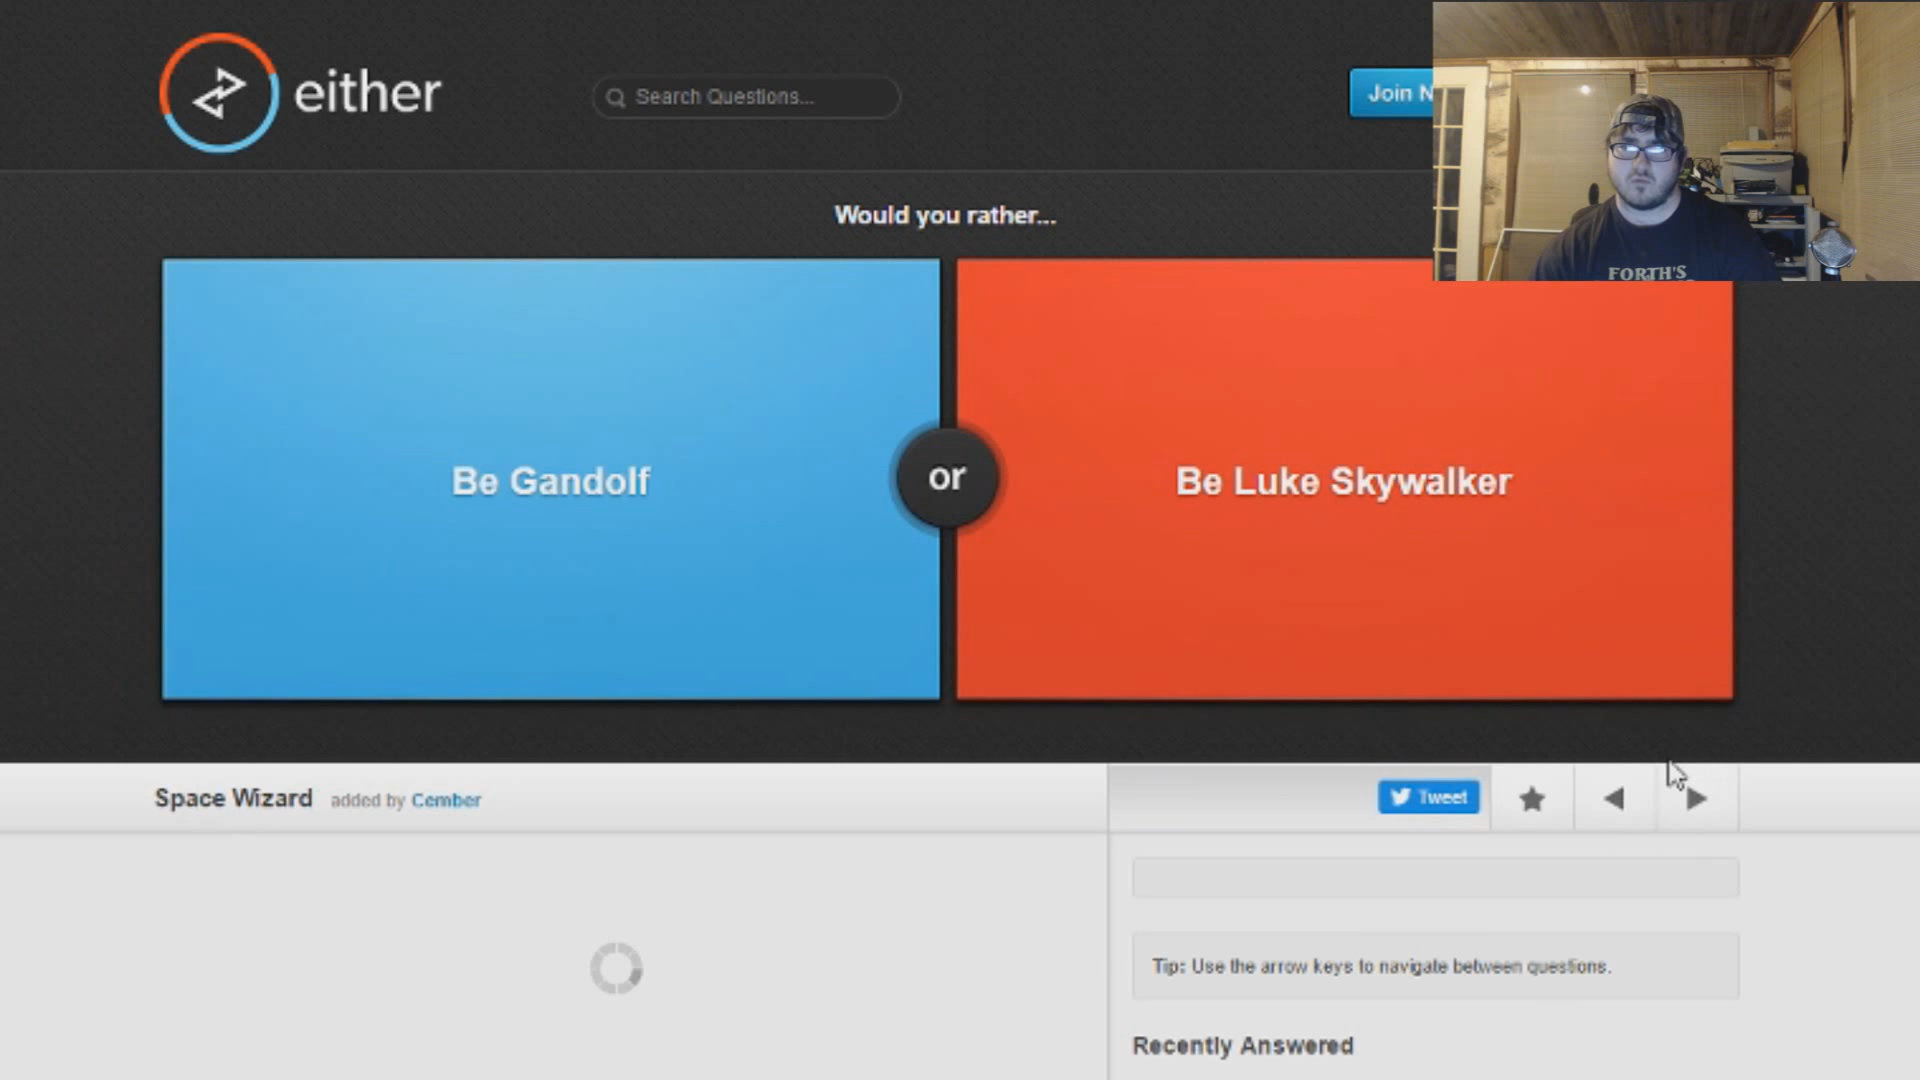 either
Search Questions...
Join N
FORTH'S
Would you rather...
Be Gandolf
or
Be Luke Skywalker
Space Wizard added by Cember
Tweet
Tip: Use the arrow keys to navigate between questions.
Recently Answered